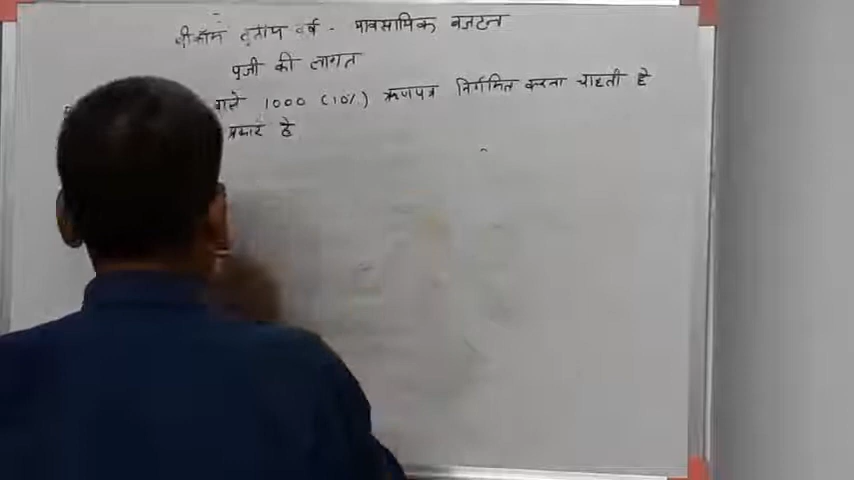 बीकॉम तृतीय वर्ष - व्यावसायिक बजटन
पूंजी की लागत
वाले 1000 (10%) ऋणपत्र निर्गमित करना चाहती है
प्रकार है